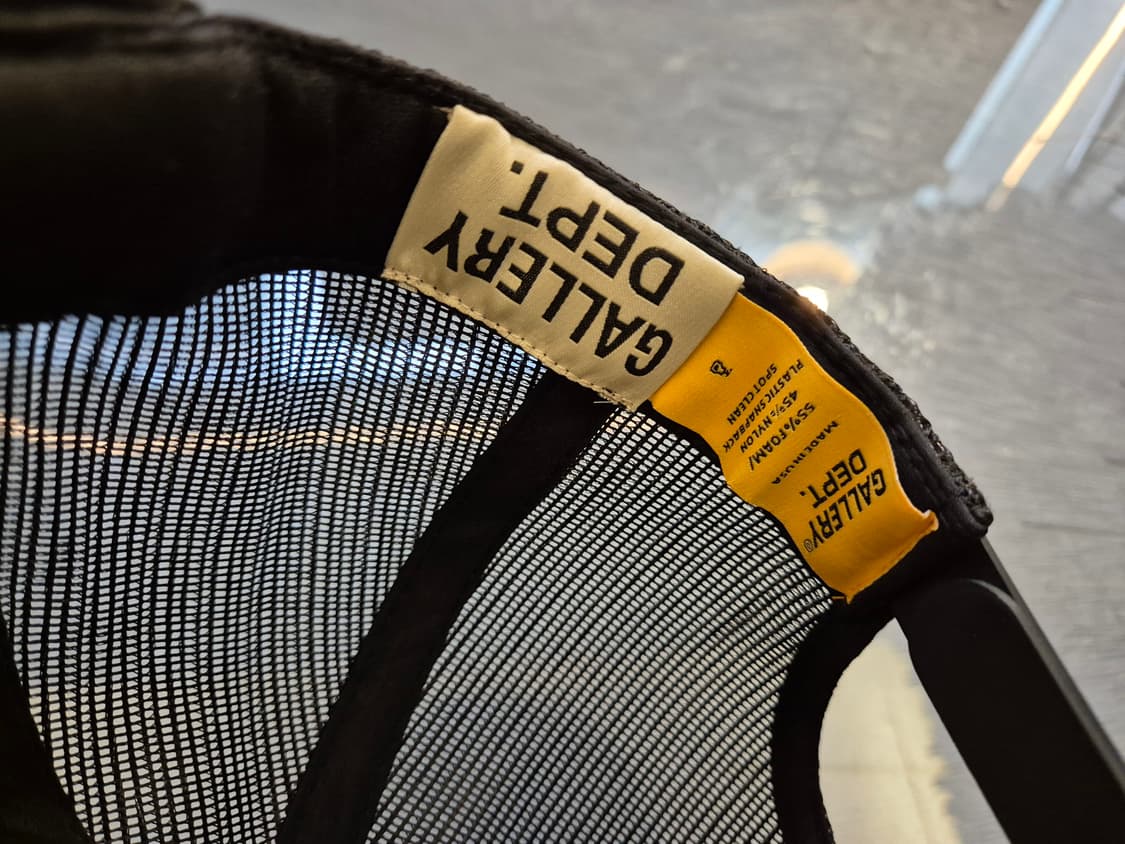 GALLERY
DEPT.
GALLERY®
DEPT.
MADE IN USA
55% FOAM/
45% NYLON
PLASTIC SNAPBACK
SPOT CLEAN